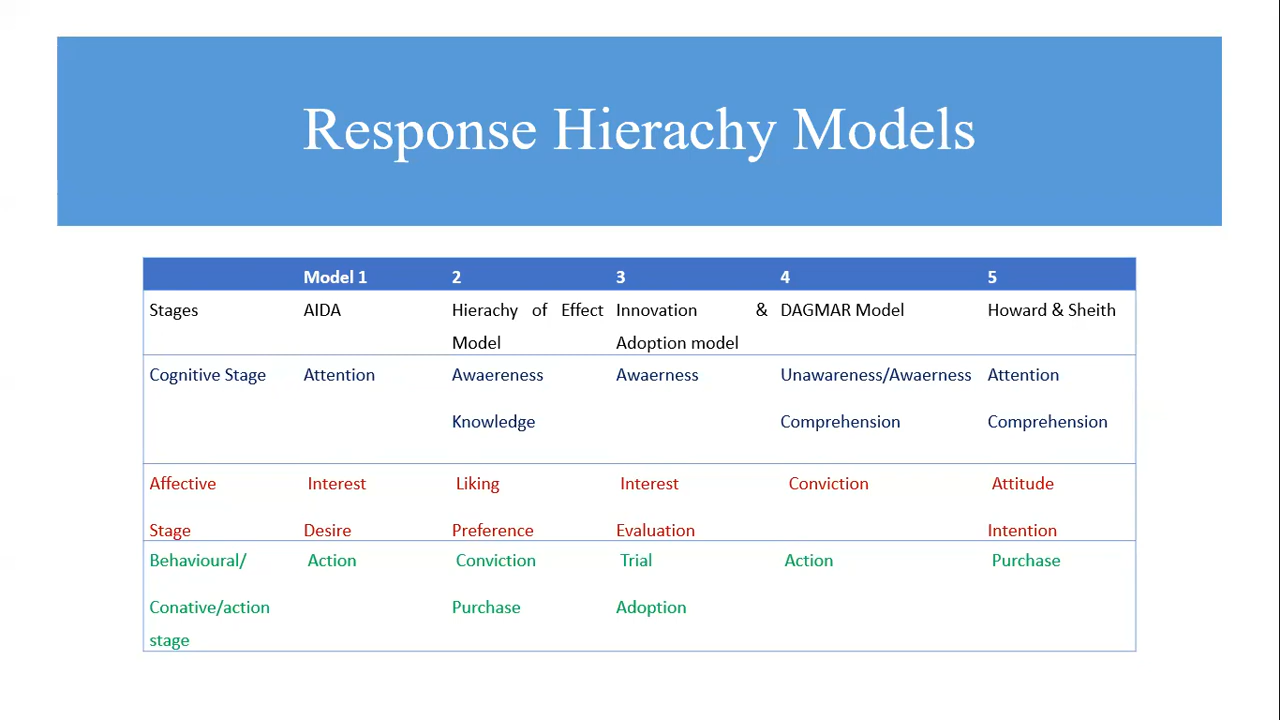 Response Hierachy Models
Model 1 2 3 4 5
Stages AIDA Hierachy of Effect Innovation & DAGMAR Model Howard & Sheith
Model Adoption model
Cognitive Stage Attention Awaereness Awaerness Unawareness/Awaerness Attention
Knowledge Comprehension Comprehension
Affective Interest Liking Interest Conviction Attitude
Stage Desire Preference Evaluation Intention
Behavioural/ Action Conviction Trial Action Purchase
Conative/action Purchase Adoption
stage